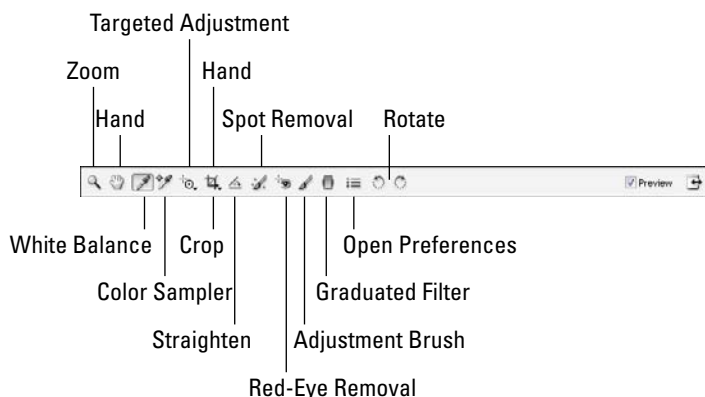 Targeted Adjustment
Zoom
Hand
Hand
Spot Removal
Rotate
Preview
White Balance
Crop
Open Preferences
Color Sampler
Graduated Filter
Straighten
Adjustment Brush
Red-Eye Removal